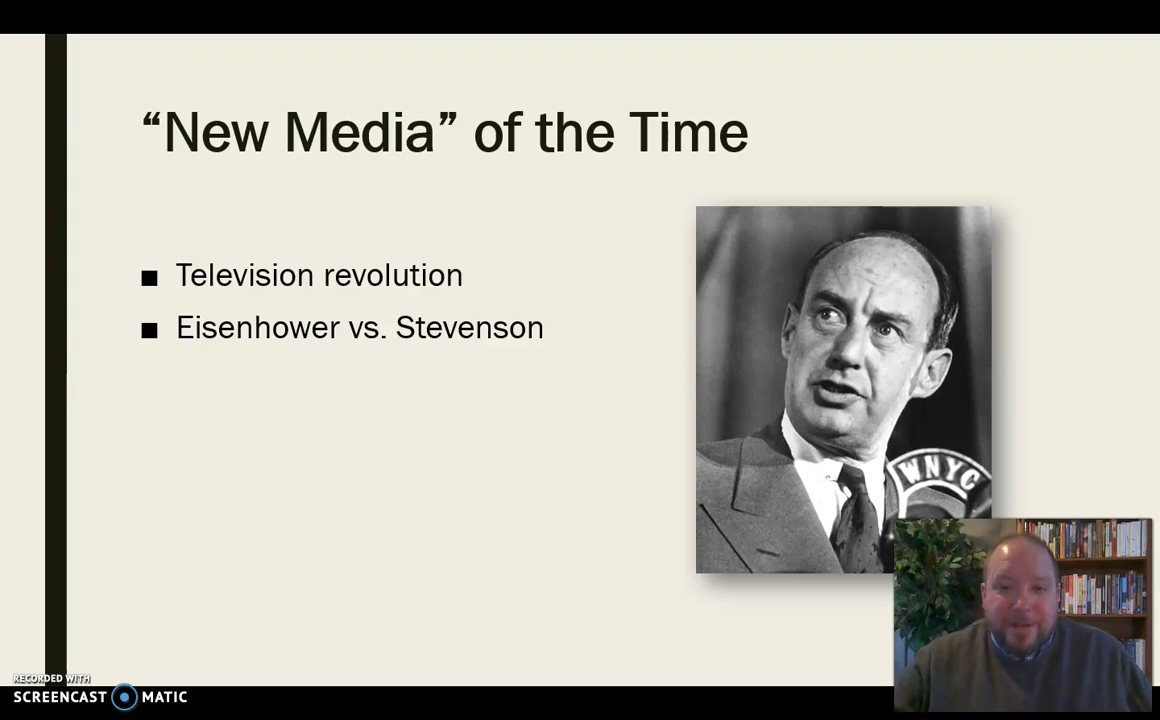 “New Media” of the Time
■ Television revolution
■ Eisenhower vs. Stevenson
WNYC
RECORDED WITH
SCREENCAST MATIC